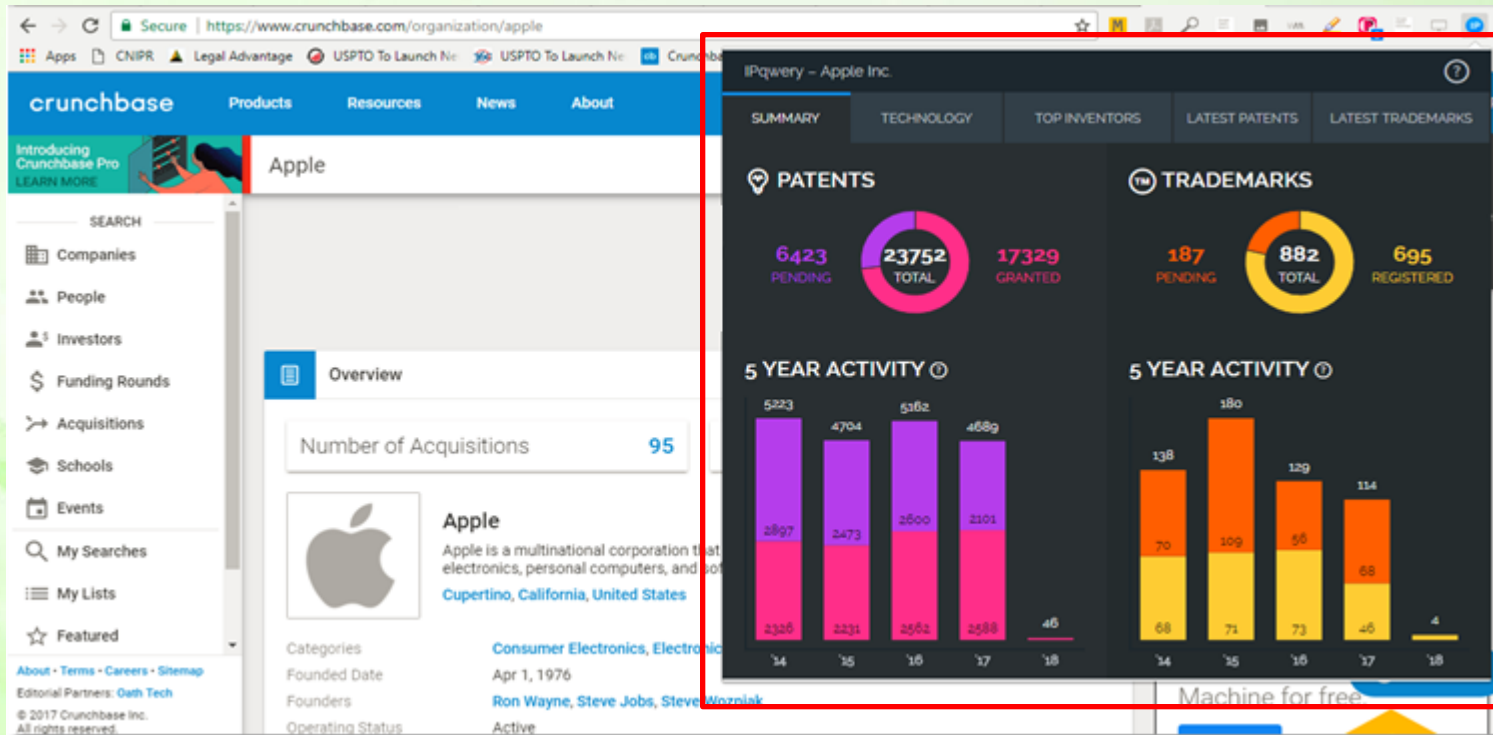 Secure | https://www.crunchbase.com/organization/apple
Apps CNIPR Legal Advantage USPTO To Launch Ne USPTO To Launch Ne Crunchba
crunchbase Products Resources News About
Introducing
Crunchbase Pro
LEARN MORE
Apple
SEARCH
Companies
People
Investors
Funding Rounds
Acquisitions
Schools
Events
My Searches
My Lists
Featured
About • Terms • Careers • Sitemap
Editorial Partners: Oath Tech
© 2017 Crunchbase Inc.
All rights reserved.
Overview
Number of Acquisitions 95
Apple
Apple is a multinational corporation that
electronics, personal computers, and sof
Cupertino, California, United States
Categories Consumer Electronics, Electronic
Founded Date Apr 1, 1976
Founders Ron Wayne, Steve Jobs, Steve Wozniak
Operating Status Active
IPqwery – Apple Inc.
SUMMARY TECHNOLOGY TOP INVENTORS LATEST PATENTS LATEST TRADEMARKS
PATENTS
6423
PENDING
23752
TOTAL
17329
GRANTED
5 YEAR ACTIVITY
5223 4704 5162 4689
2897 2473 2600 2101
2326 2231 2562 2588 46
'14 '15 '16 '17 '18
TM TRADEMARKS
187
PENDING
882
TOTAL
695
REGISTERED
5 YEAR ACTIVITY
138 180 129 114
70 109 56 68
68 71 73 46 4
'14 '15 '16 '17 '18
Machine for free.